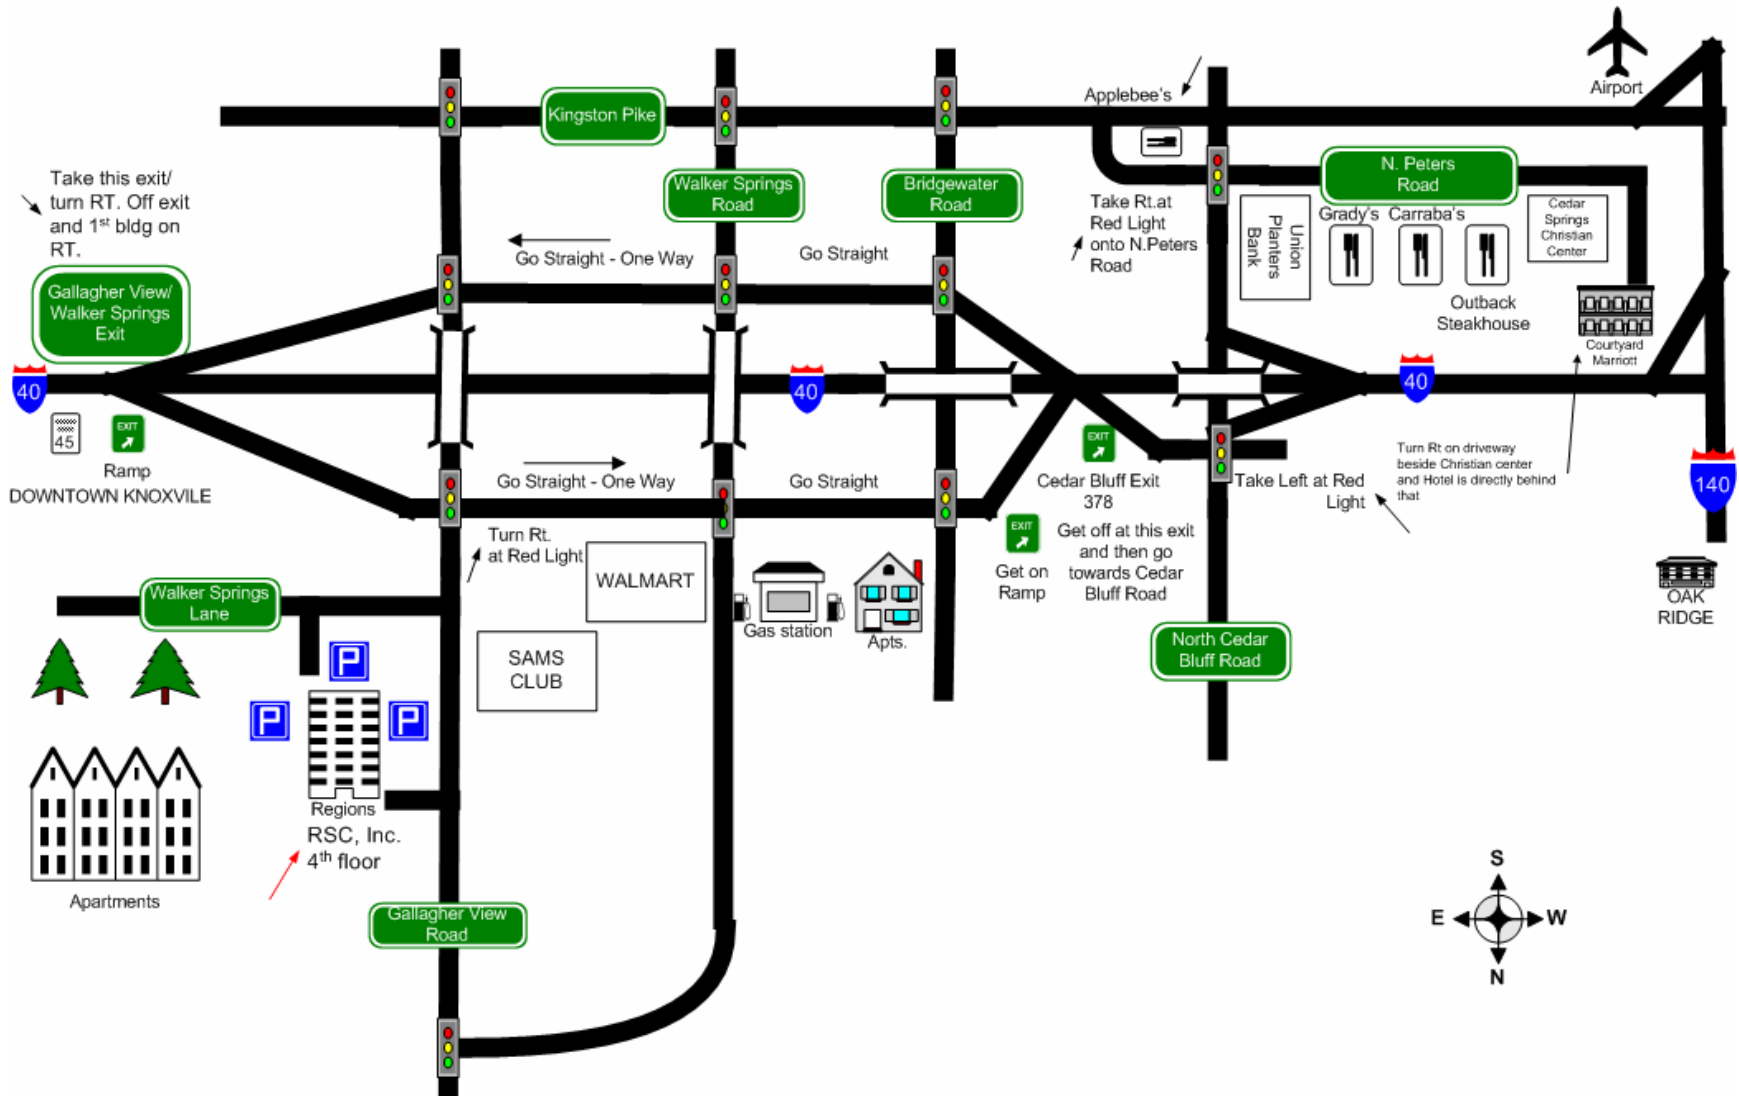 Airport
Applebee's
Kingston Pike
Take this exit/
turn RT. Off exit
and 1st bldg on
RT.
Walker Springs
Road
Bridgewater
Road
N. Peters
Road
Take Rt.at
Red Light
onto N.Peters
Road
Union
Planters
Bank
Grady's
Carraba's
Cedar
Springs
Christian
Center
Go Straight - One Way
Go Straight
Outback
Steakhouse
Gallagher View/
Walker Springs
Exit
Courtyard
Marriott
40
40
40
45
EXIT
Ramp
DOWNTOWN KNOXVILE
Go Straight - One Way
Go Straight
EXIT
Cedar Bluff Exit
378
Get off at this exit
and then go
towards Cedar
Bluff Road
Take Left at Red
Light
Turn Rt on driveway
beside Christian center
and Hotel is directly behind
that
140
Turn Rt.
at Red Light
EXIT
Get on
Ramp
WALMART
Walker Springs
Lane
Gas station
Apts.
OAK
RIDGE
North Cedar
Bluff Road
SAMS
CLUB
P
P
P
Regions
RSC, Inc.
4th floor
Apartments
Gallagher View
Road
S
E
W
N